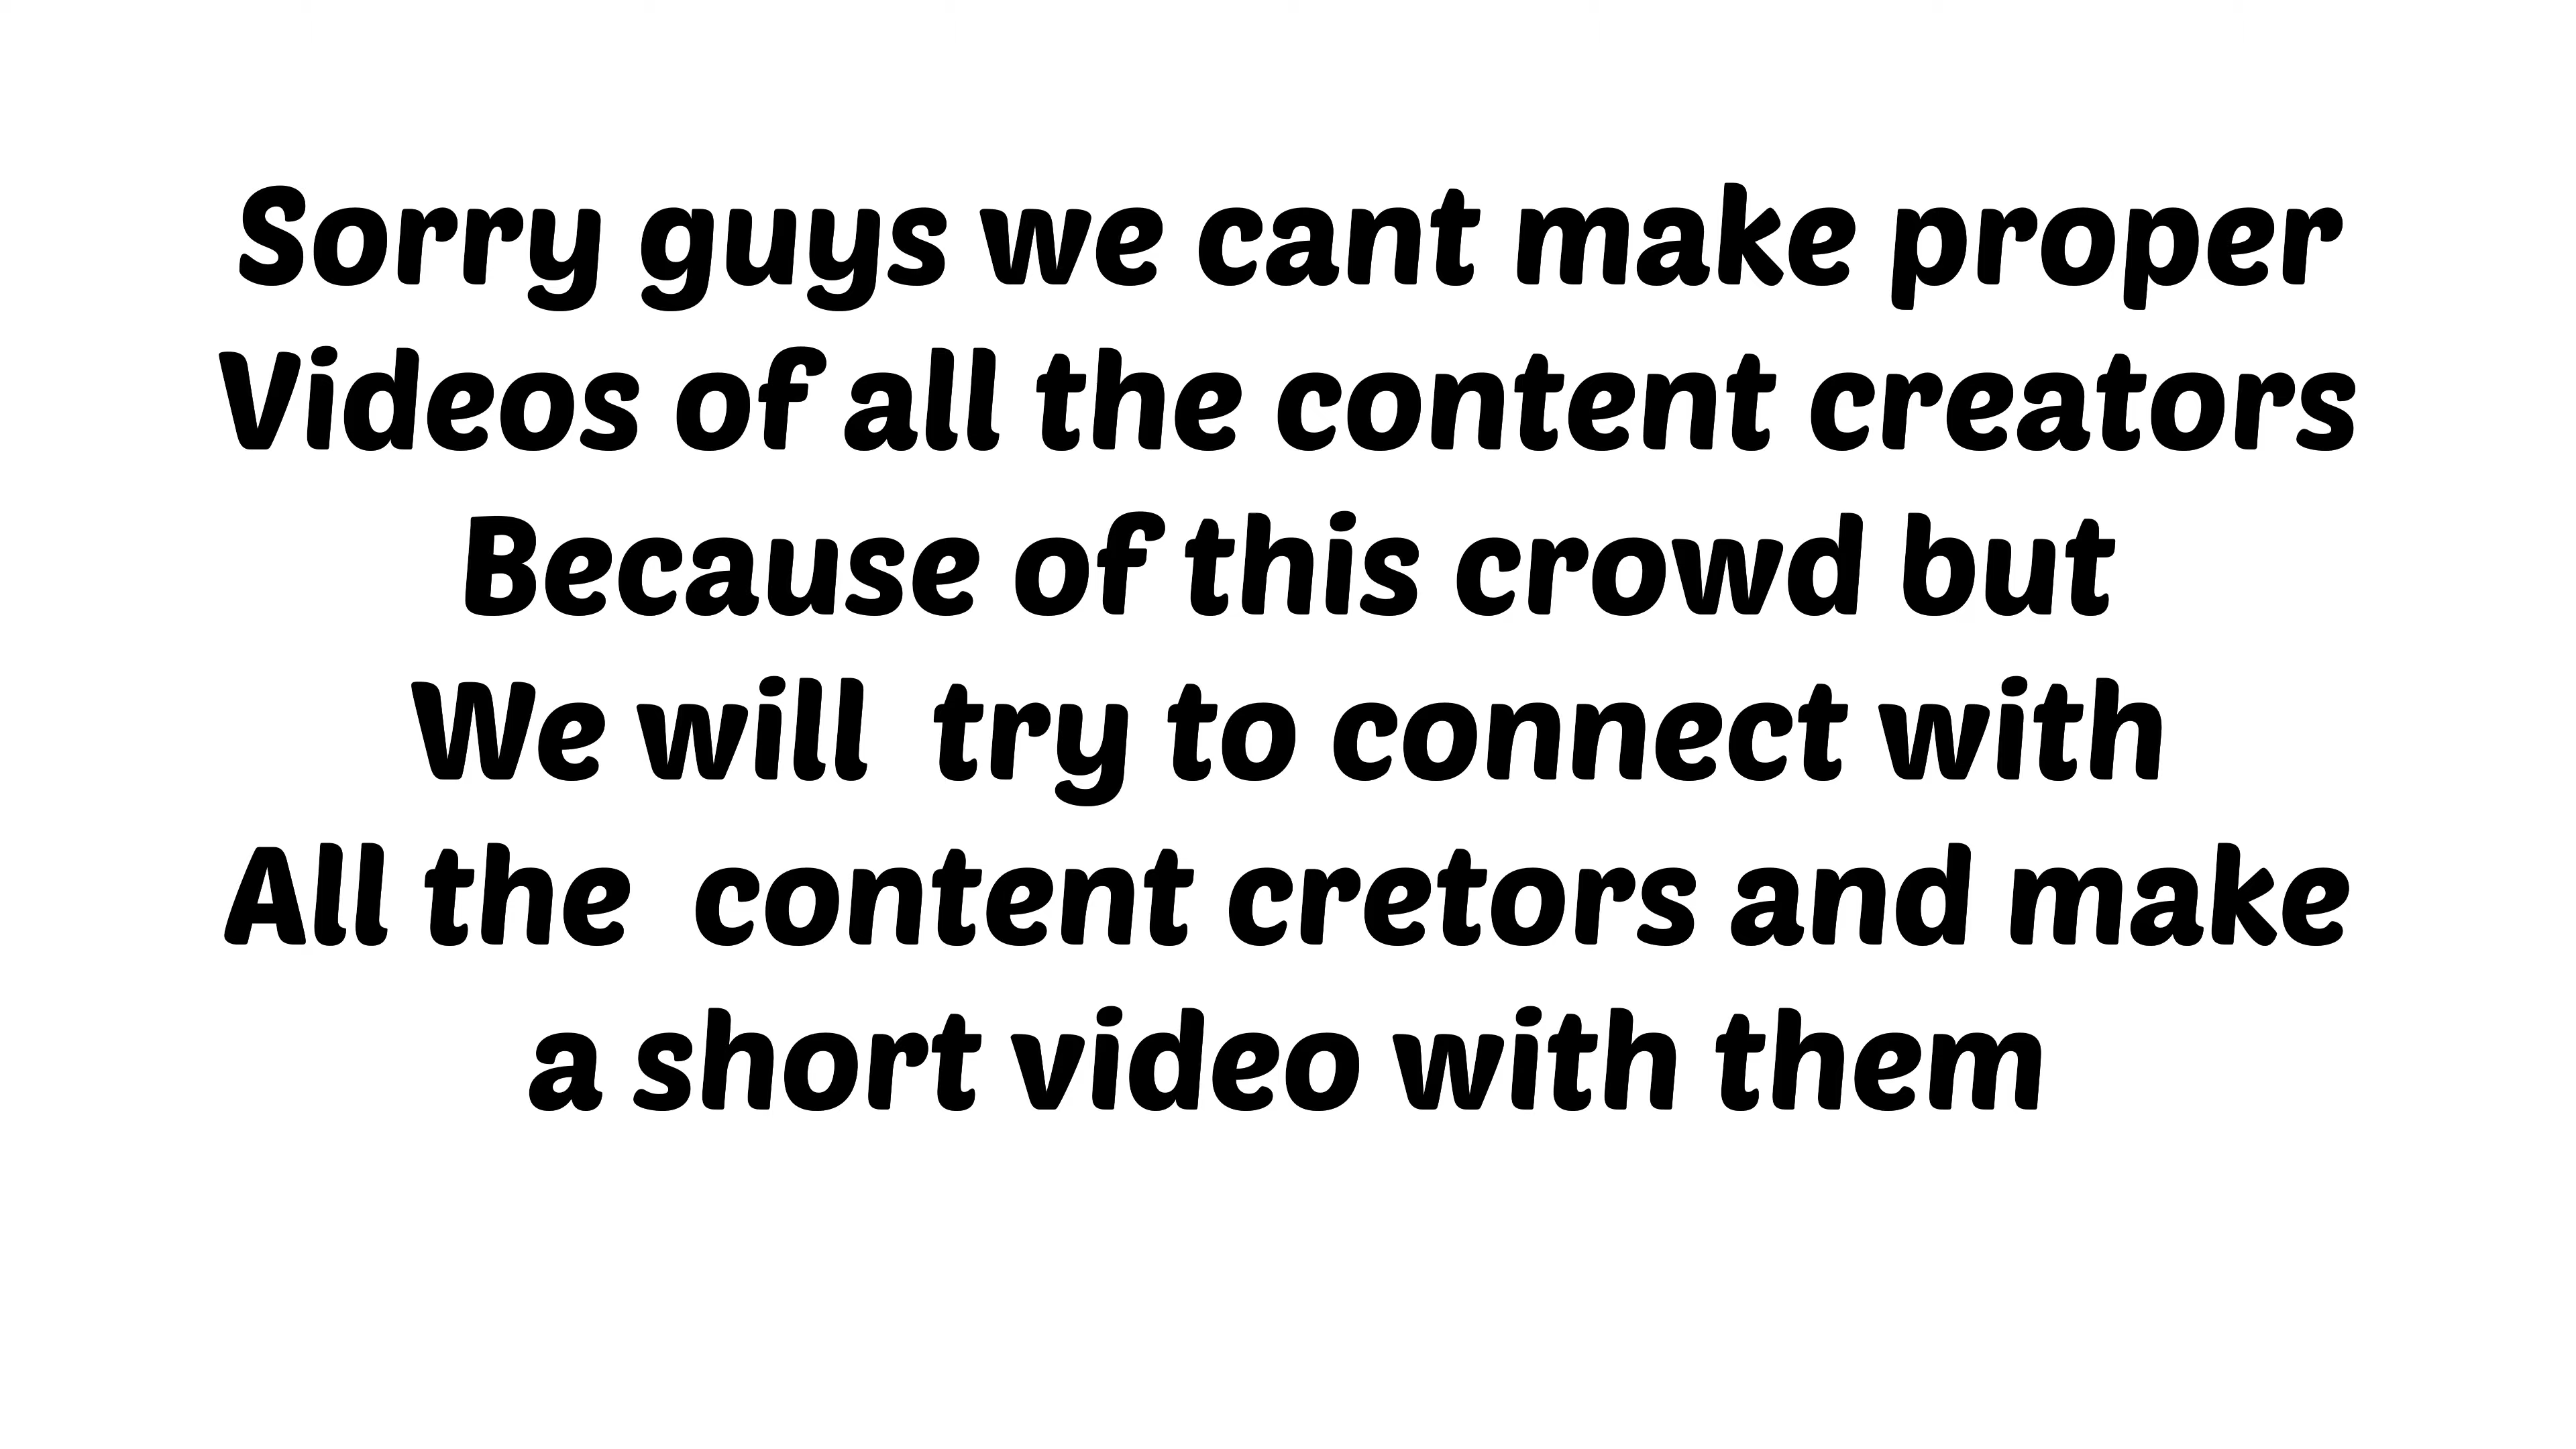 Sorry guys we cant make proper
Videos of all the content creators
Because of this crowd but
We will  try to connect with
All the  content cretors and make
a short video with them